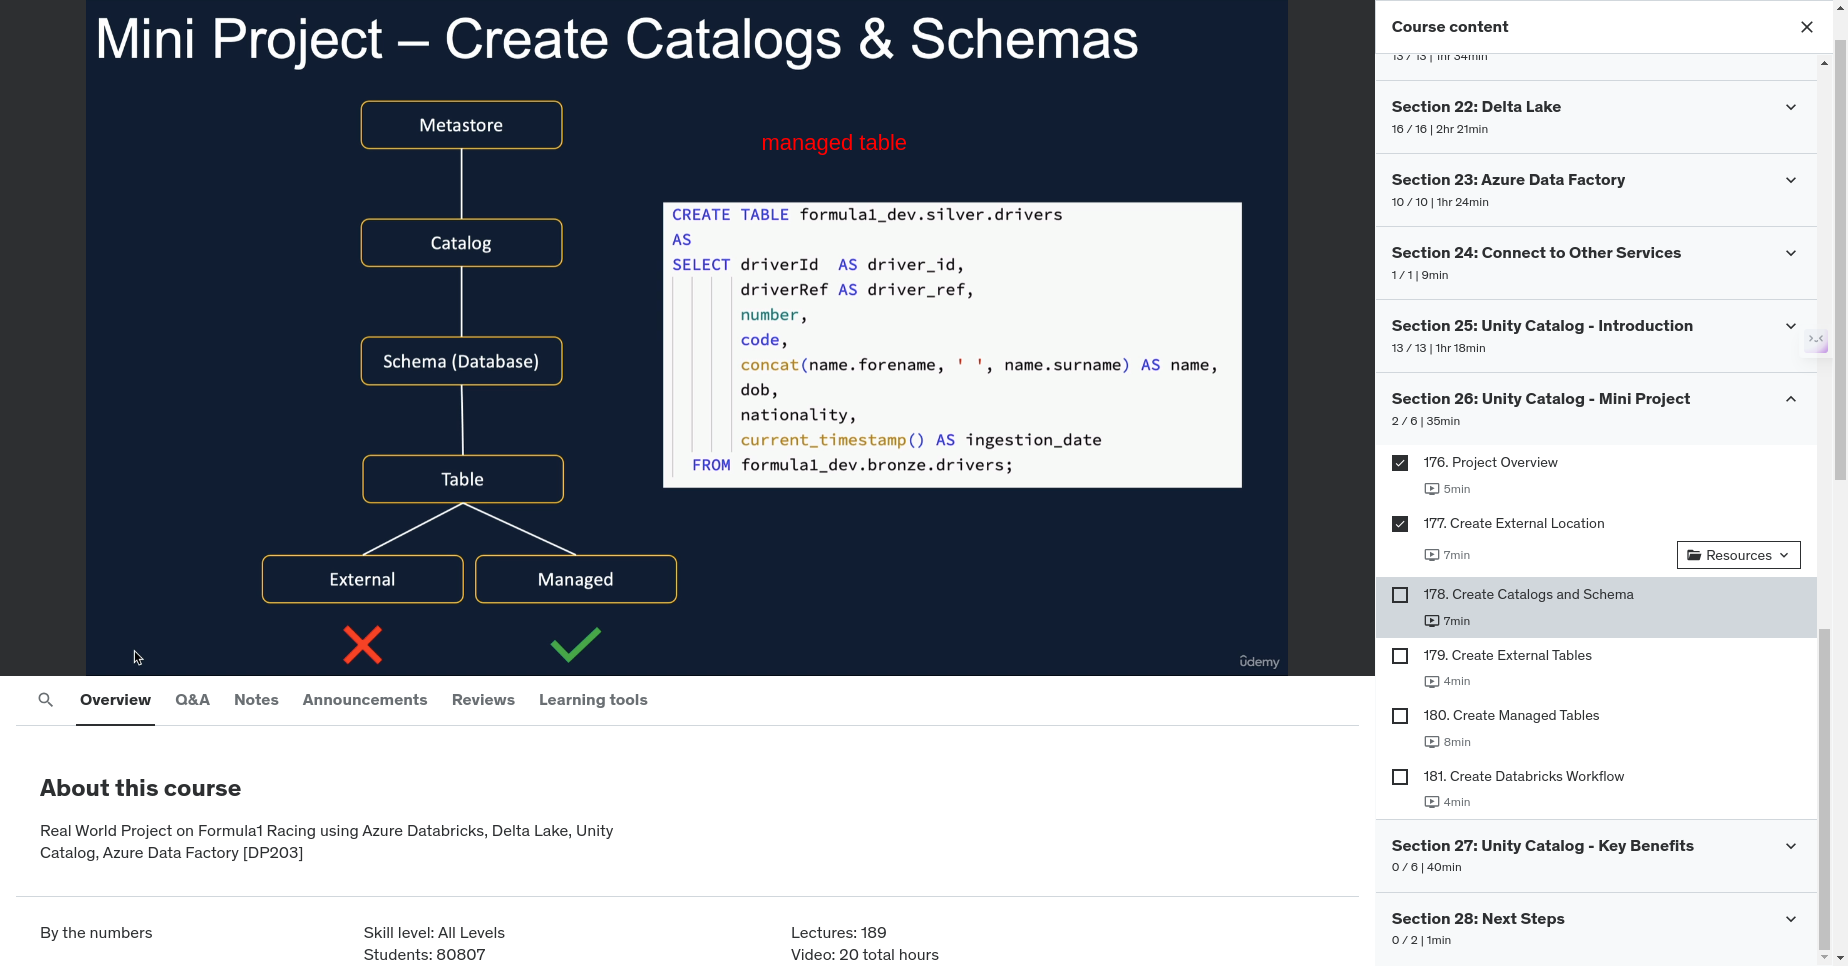 Mini Project – Create Catalogs & Schemas
Metastore
Catalog
Schema (Database)
Table
External
Managed
managed table
CREATE TABLE formula1_dev.silver.drivers
AS
SELECT driverId AS driver_id,
driverRef AS driver_ref,
number,
code,
concat(name.forename, ' ', name.surname) AS name,
dob,
nationality,
current_timestamp() AS ingestion_date
FROM formula1_dev.bronze.drivers;
ûdemy
Overview
Q&A
Notes
Announcements
Reviews
Learning tools
About this course
Real World Project on Formula1 Racing using Azure Databricks, Delta Lake, Unity
Catalog, Azure Data Factory [DP203]
By the numbers
Skill level: All Levels
Students: 80807
Lectures: 189
Video: 20 total hours
Course content
13 / 13 | 1hr 34min
Section 22: Delta Lake
16 / 16 | 2hr 21min
Section 23: Azure Data Factory
10 / 10 | 1hr 24min
Section 24: Connect to Other Services
1 / 1 | 9min
Section 25: Unity Catalog - Introduction
13 / 13 | 1hr 18min
Section 26: Unity Catalog - Mini Project
2 / 6 | 35min
176. Project Overview
5min
177. Create External Location
7min
Resources
178. Create Catalogs and Schema
7min
179. Create External Tables
4min
180. Create Managed Tables
8min
181. Create Databricks Workflow
4min
Section 27: Unity Catalog - Key Benefits
0 / 6 | 40min
Section 28: Next Steps
0 / 2 | 1min